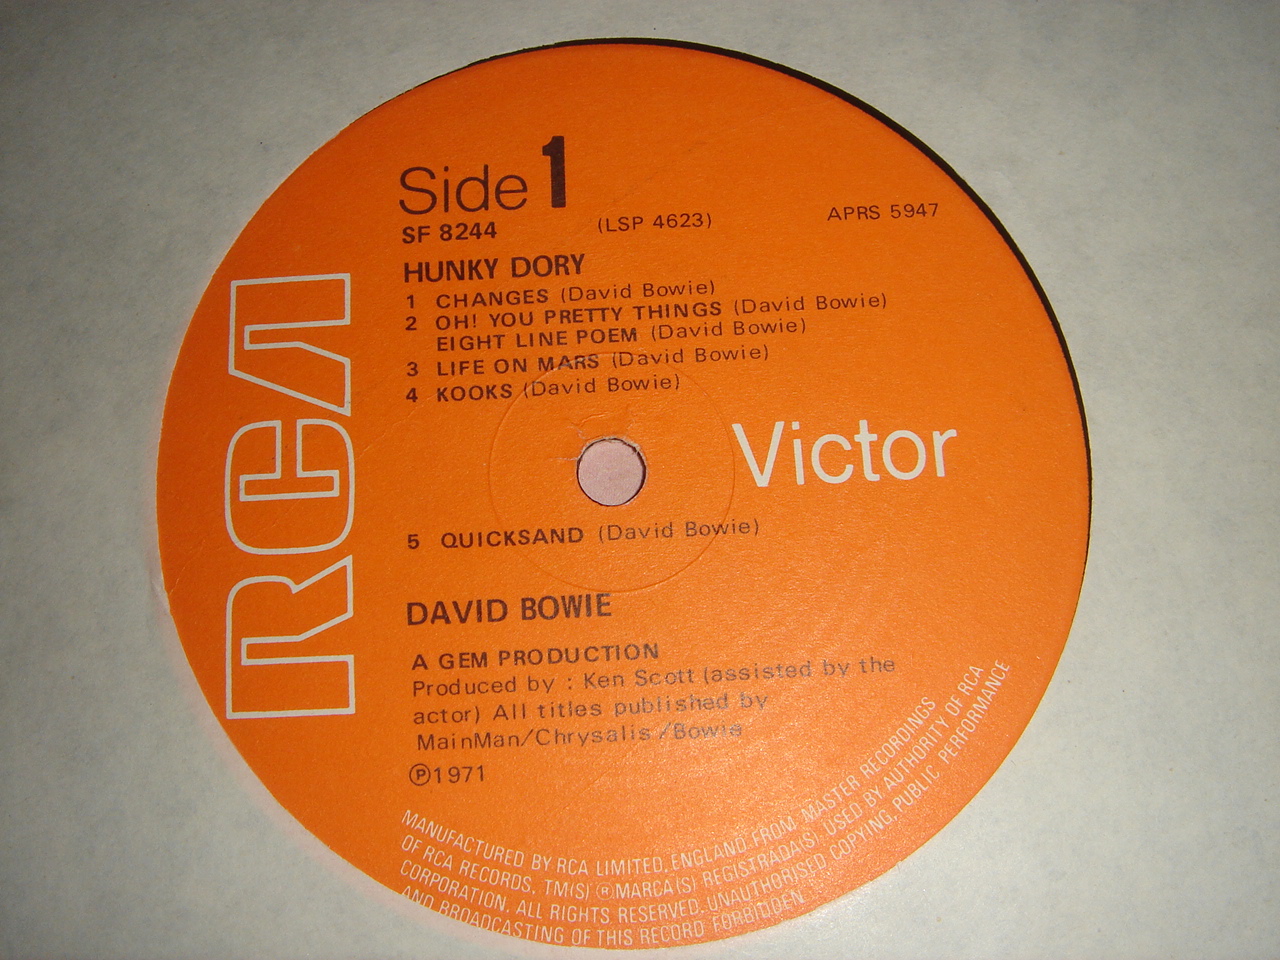 Side 1
SF 8244 (LSP 4623) APRS 5947
HUNKY DORY
1 CHANGES (David Bowie)
2 OH! YOU PRETTY THINGS (David Bowie)
EIGHT LINE POEM (David Bowie)
3 LIFE ON MARS (David Bowie)
4 KOOKS (David Bowie)
RCA
Victor
5 QUICKSAND (David Bowie)
DAVID BOWIE
A GEM PRODUCTION
Produced by : Ken Scott (assisted by the
actor) All titles published by
MainMan/Chrysalis/Bowie
℗1971
MANUFACTURED BY RCA LIMITED, ENGLAND, FROM MASTER RECORDINGS
OF RCA RECORDS. TM(S) ® MARCA(S) REGISTRADA(S). USED BY AUTHORITY OF RCA
CORPORATION. ALL RIGHTS RESERVED. UNAUTHORISED COPYING, PUBLIC PERFORMANCE
AND BROADCASTING OF THIS RECORD FORBIDDEN